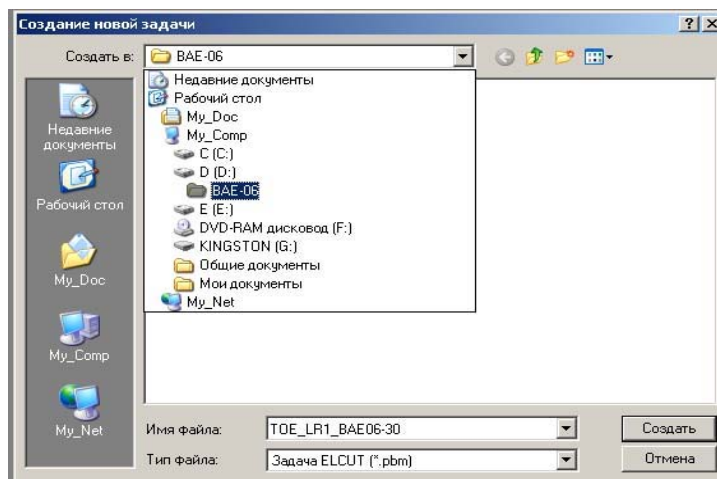 Создание новой задачи
Создать в:
BAE-06
Недавние документы
Рабочий стол
My_Doc
My_Comp
C (C:)
D (D:)
BAE-06
E (E:)
DVD-RAM дисковод (F:)
KINGSTON (G:)
Общие документы
Мои документы
My_Net
Недавние
документы
Рабочий стол
My_Doc
My_Comp
My_Net
Имя файла:
TOE_LR1_BAE06-30
Создать
Тип файла:
Задача ELCUT (*.pbm)
Отмена